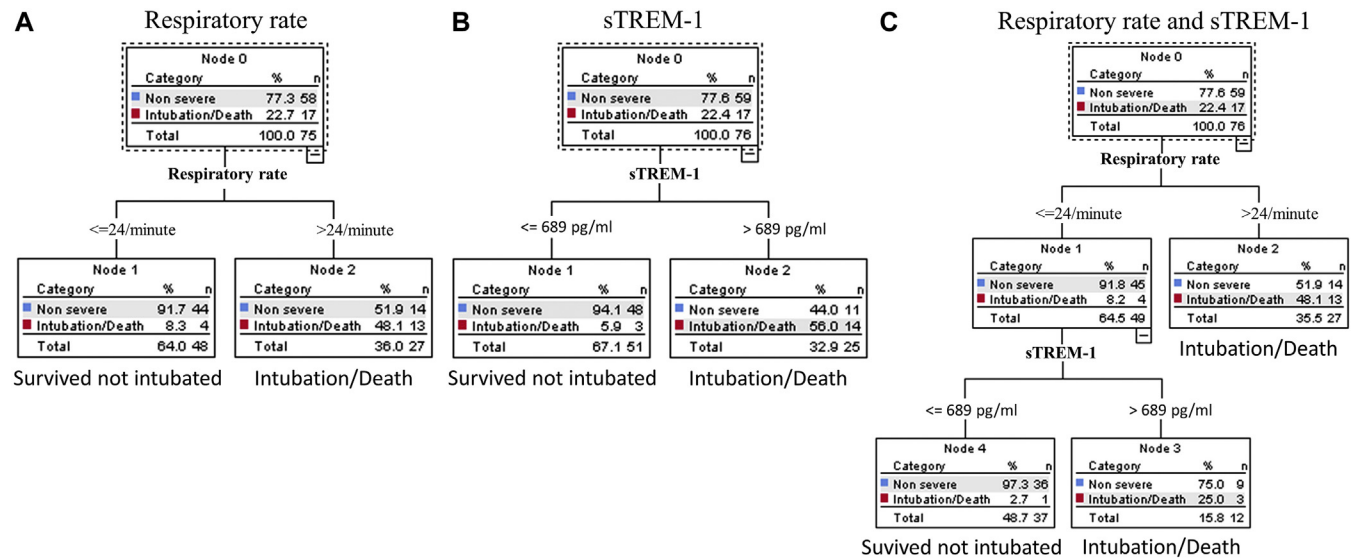 A
Respiratory rate
Node 0
Category % n
Non severe 77.3 58
Intubation/Death 22.7 17
Total 100.0 75
Respiratory rate
<=24/minute
>24/minute
Node 1
Category % n
Non severe 91.7 44
Intubation/Death 8.3 4
Total 64.0 48
Survived not intubated
Node 2
Category % n
Non severe 51.9 14
Intubation/Death 48.1 13
Total 36.0 27
Intubation/Death
B
sTREM-1
Node 0
Category % n
Non severe 77.6 59
Intubation/Death 22.4 17
Total 100.0 76
sTREM-1
<= 689 pg/ml
> 689 pg/ml
Node 1
Category % n
Non severe 94.1 48
Intubation/Death 5.9 3
Total 67.1 51
Survived not intubated
Node 2
Category % n
Non severe 44.0 11
Intubation/Death 56.0 14
Total 32.9 25
Intubation/Death
C
Respiratory rate and sTREM-1
Node 0
Category % n
Non severe 77.6 59
Intubation/Death 22.4 17
Total 100.0 76
Respiratory rate
<=24/minute
>24/minute
Node 1
Category % n
Non severe 91.8 45
Intubation/Death 8.2 4
Total 64.5 49
Node 2
Category % n
Non severe 51.9 14
Intubation/Death 48.1 13
Total 35.5 27
Intubation/Death
sTREM-1
<= 689 pg/ml
> 689 pg/ml
Node 4
Category % n
Non severe 97.3 36
Intubation/Death 2.7 1
Total 48.7 37
Suvived not intubated
Node 3
Category % n
Non severe 75.0 9
Intubation/Death 25.0 3
Total 15.8 12
Intubation/Death